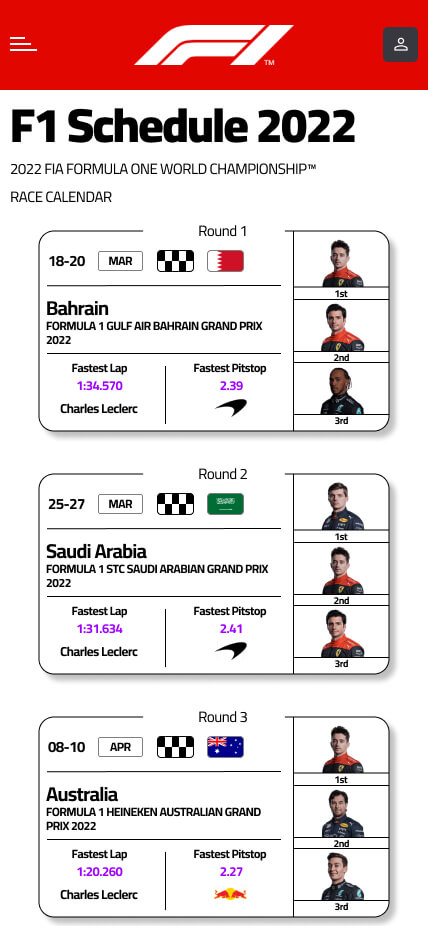 F1
TM
F1 Schedule 2022
2022 FIA FORMULA ONE WORLD CHAMPIONSHIP™
RACE CALENDAR
Round 1
18-20 MAR
Bahrain
FORMULA 1 GULF AIR BAHRAIN GRAND PRIX
2022
Fastest Lap Fastest Pitstop
1:34.570 2.39
Charles Leclerc
1st
2nd
3rd
Round 2
25-27 MAR
Saudi Arabia
FORMULA 1 STC SAUDI ARABIAN GRAND PRIX
2022
Fastest Lap Fastest Pitstop
1:31.634 2.41
Charles Leclerc
1st
2nd
3rd
Round 3
08-10 APR
Australia
FORMULA 1 HEINEKEN AUSTRALIAN GRAND
PRIX 2022
Fastest Lap Fastest Pitstop
1:20.260 2.27
Charles Leclerc
1st
2nd
3rd